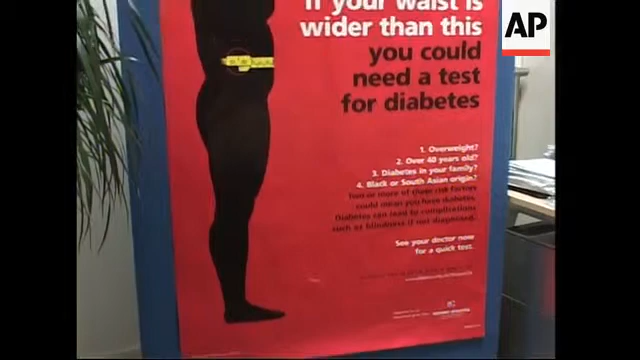 AP
If your waist is
wider than this
you could
need a test
for diabetes
1. Overweight?
2. Over 40 years old?
3. Diabetes in your family?
4. Black or South Asian origin?
Two or more of these risk factors
could mean you have diabetes.
Diabetes can lead to complications
such as blindness if not diagnosed.
See your doctor now
for a quick test.